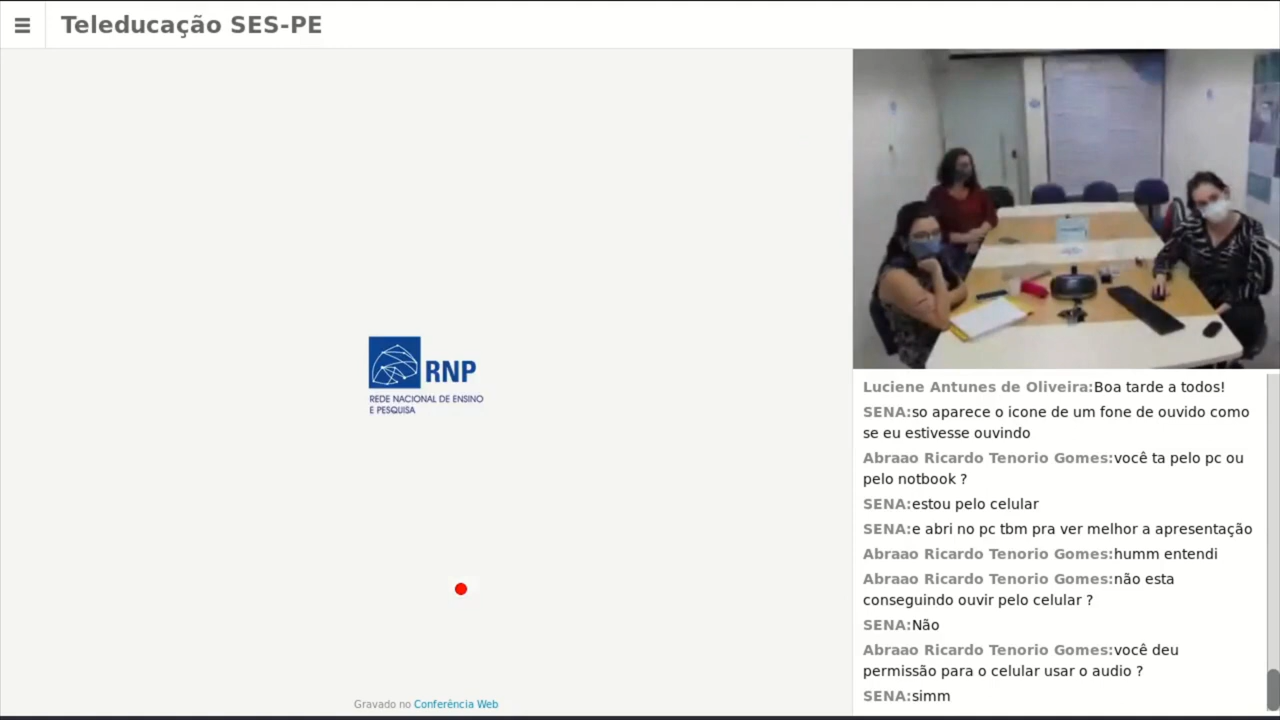 Teleducação SES-PE
RNP
REDE NACIONAL DE ENSINO
E PESQUISA
Gravado no Conferência Web
Luciene Antunes de Oliveira:Boa tarde a todos!
SENA:so aparece o icone de um fone de ouvido como
se eu estivesse ouvindo
Abraao Ricardo Tenorio Gomes:você ta pelo pc ou
pelo notbook ?
SENA:estou pelo celular
SENA:e abri no pc tbm pra ver melhor a apresentação
Abraao Ricardo Tenorio Gomes:humm entendi
Abraao Ricardo Tenorio Gomes:não esta
conseguindo ouvir pelo celular ?
SENA:Não
Abraao Ricardo Tenorio Gomes:você deu
permissão para o celular usar o audio ?
SENA:simm